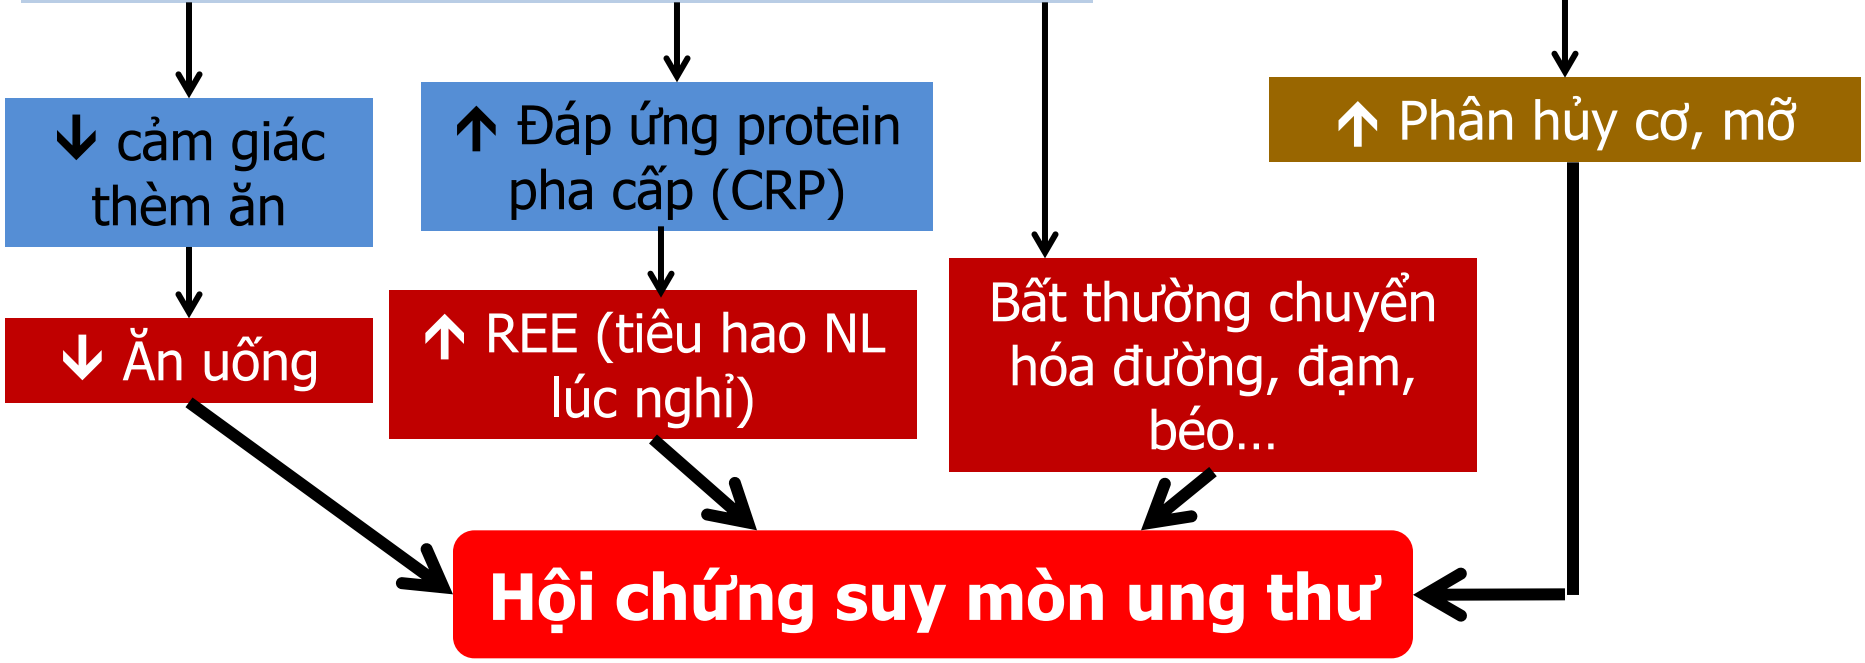 🡫 cảm giác
thèm ăn
🡩 Đáp ứng protein
pha cấp (CRP)
🡩 Phân hủy cơ, mỡ
🡫 Ăn uống
🡩 REE (tiêu hao NL
lúc nghỉ)
Bất thường chuyển
hóa đường, đạm,
béo...
Hội chứng suy mòn ung thư